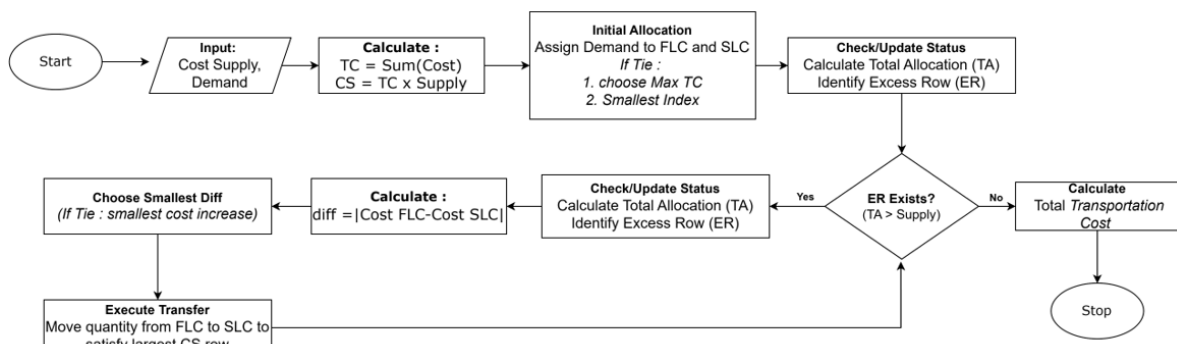 Start
Input:
Cost Supply,
Demand
Calculate :
TC = Sum(Cost)
CS = TC x Supply
Initial Allocation
Assign Demand to FLC and SLC
If Tie :
1. choose Max TC
2. Smallest Index
Check/Update Status
Calculate Total Allocation (TA)
Identify Excess Row (ER)
ER Exists?
(TA > Supply)
Yes
No
Calculate
Total Transportation
Cost
Stop
Check/Update Status
Calculate Total Allocation (TA)
Identify Excess Row (ER)
Calculate :
diff =|Cost FLC-Cost SLC|
Choose Smallest Diff
(If Tie : smallest cost increase)
Execute Transfer
Move quantity from FLC to SLC to
satisfy largest CS row